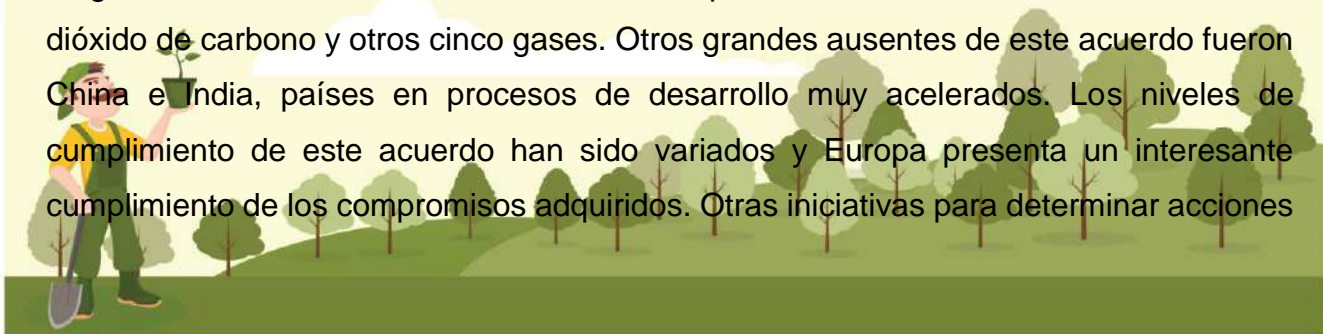 dióxido de carbono y otros cinco gases. Otros grandes ausentes de este acuerdo fueron
China e India, países en procesos de desarrollo muy acelerados. Los niveles de
cumplimiento de este acuerdo han sido variados y Europa presenta un interesante
cumplimiento de los compromisos adquiridos. Otras iniciativas para determinar acciones